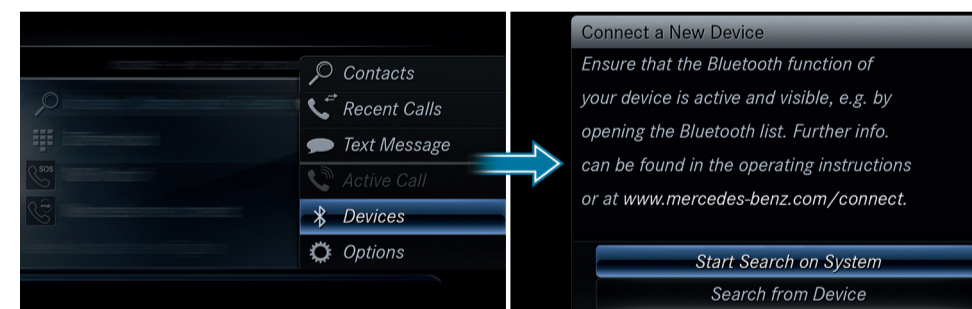 Contacts
Recent Calls
Text Message
Active Call
Devices
Options
SOS
Connect a New Device
Ensure that the Bluetooth function of
your device is active and visible, e.g. by
opening the Bluetooth list. Further info.
can be found in the operating instructions
or at www.mercedes-benz.com/connect.
Start Search on System
Search from Device